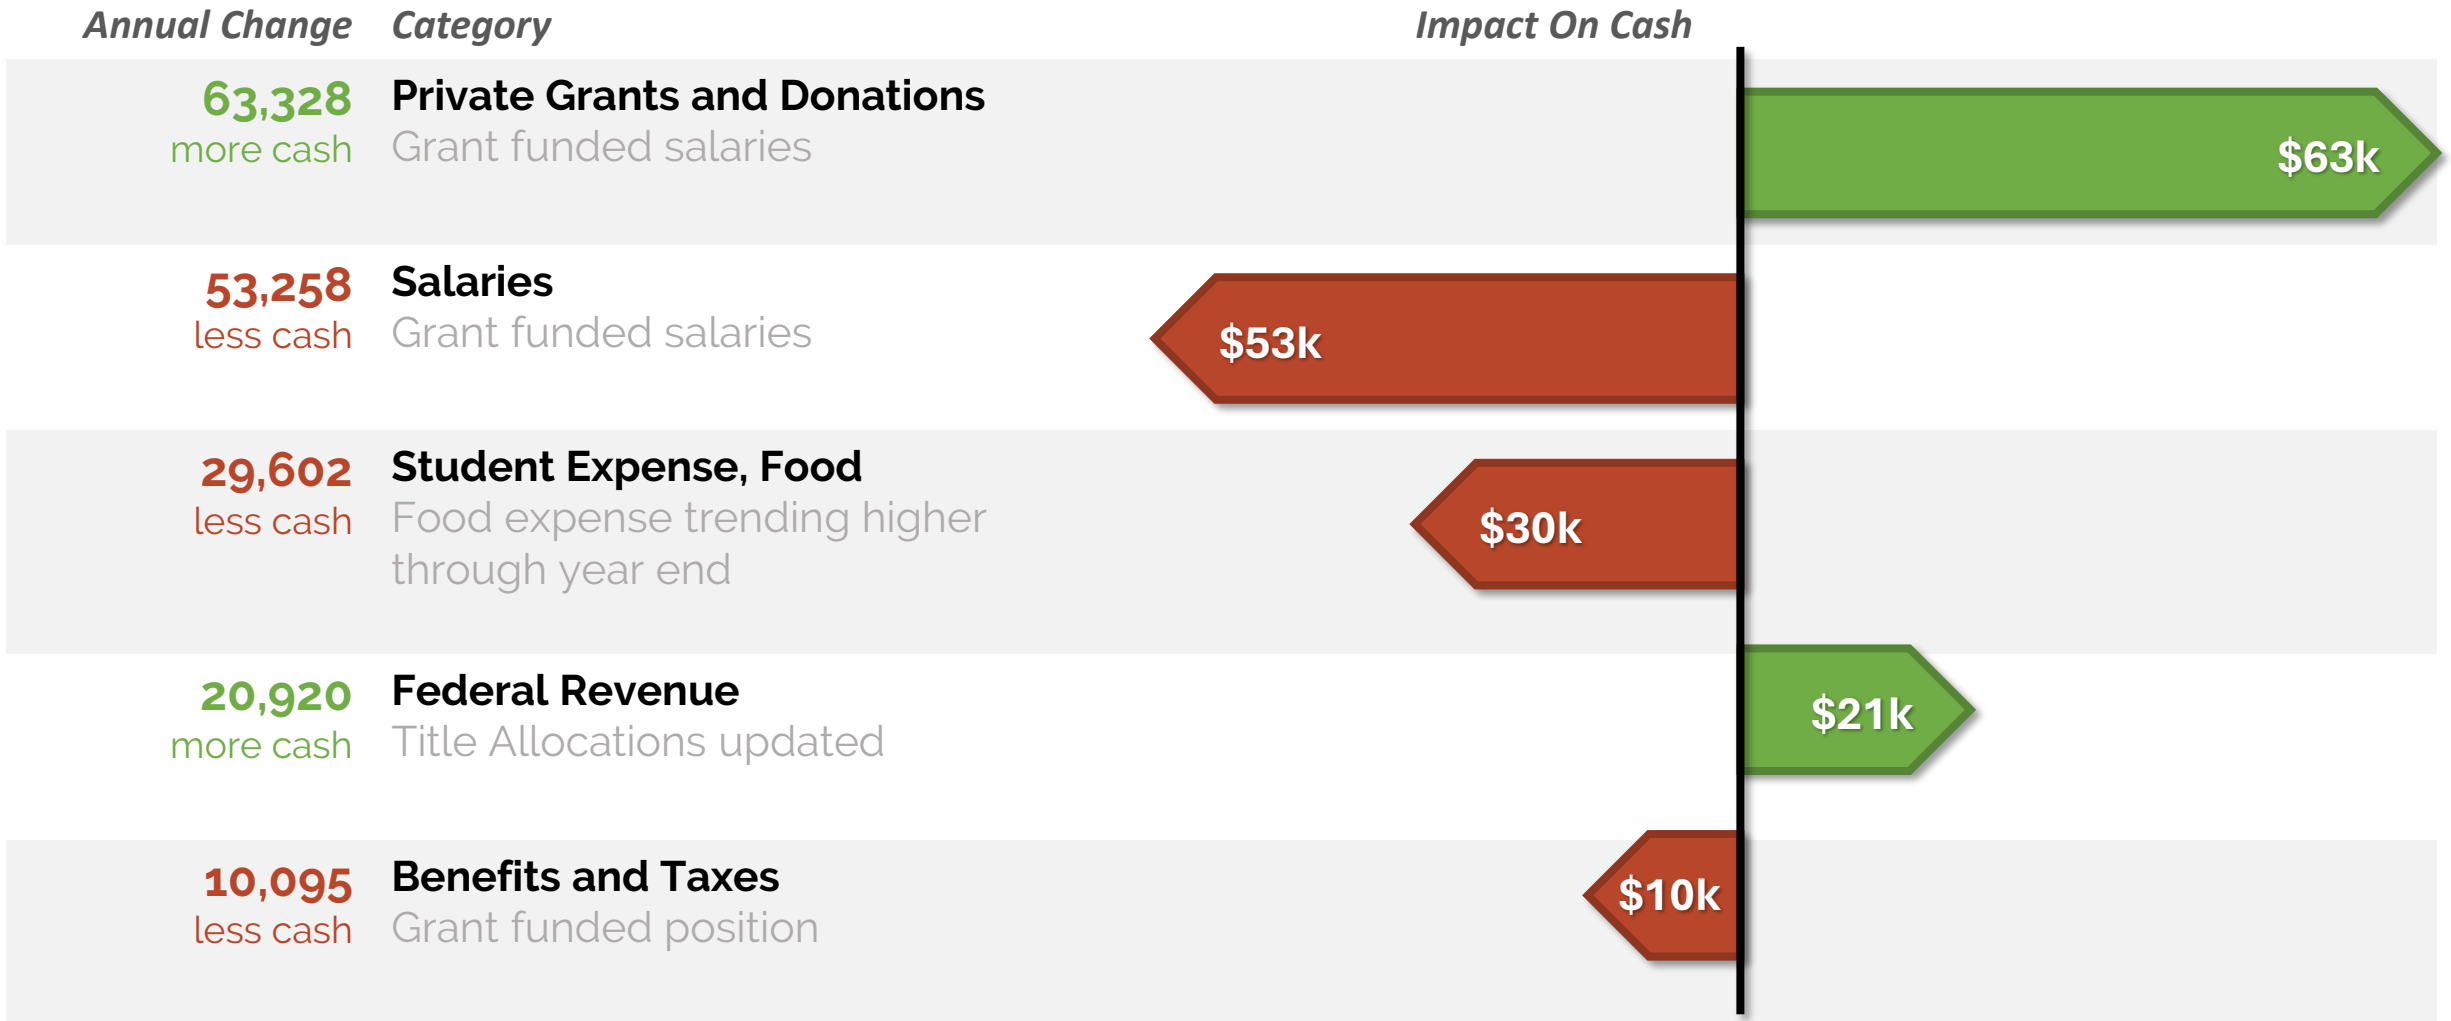 Annual Change Category Impact On Cash
63,328 Private Grants and Donations
more cash Grant funded salaries
$63k
53,258 Salaries
less cash Grant funded salaries
$53k
29,602 Student Expense, Food
less cash Food expense trending higher
through year end
$30k
20,920 Federal Revenue
more cash Title Allocations updated
$21k
10,095 Benefits and Taxes
less cash Grant funded position
$10k